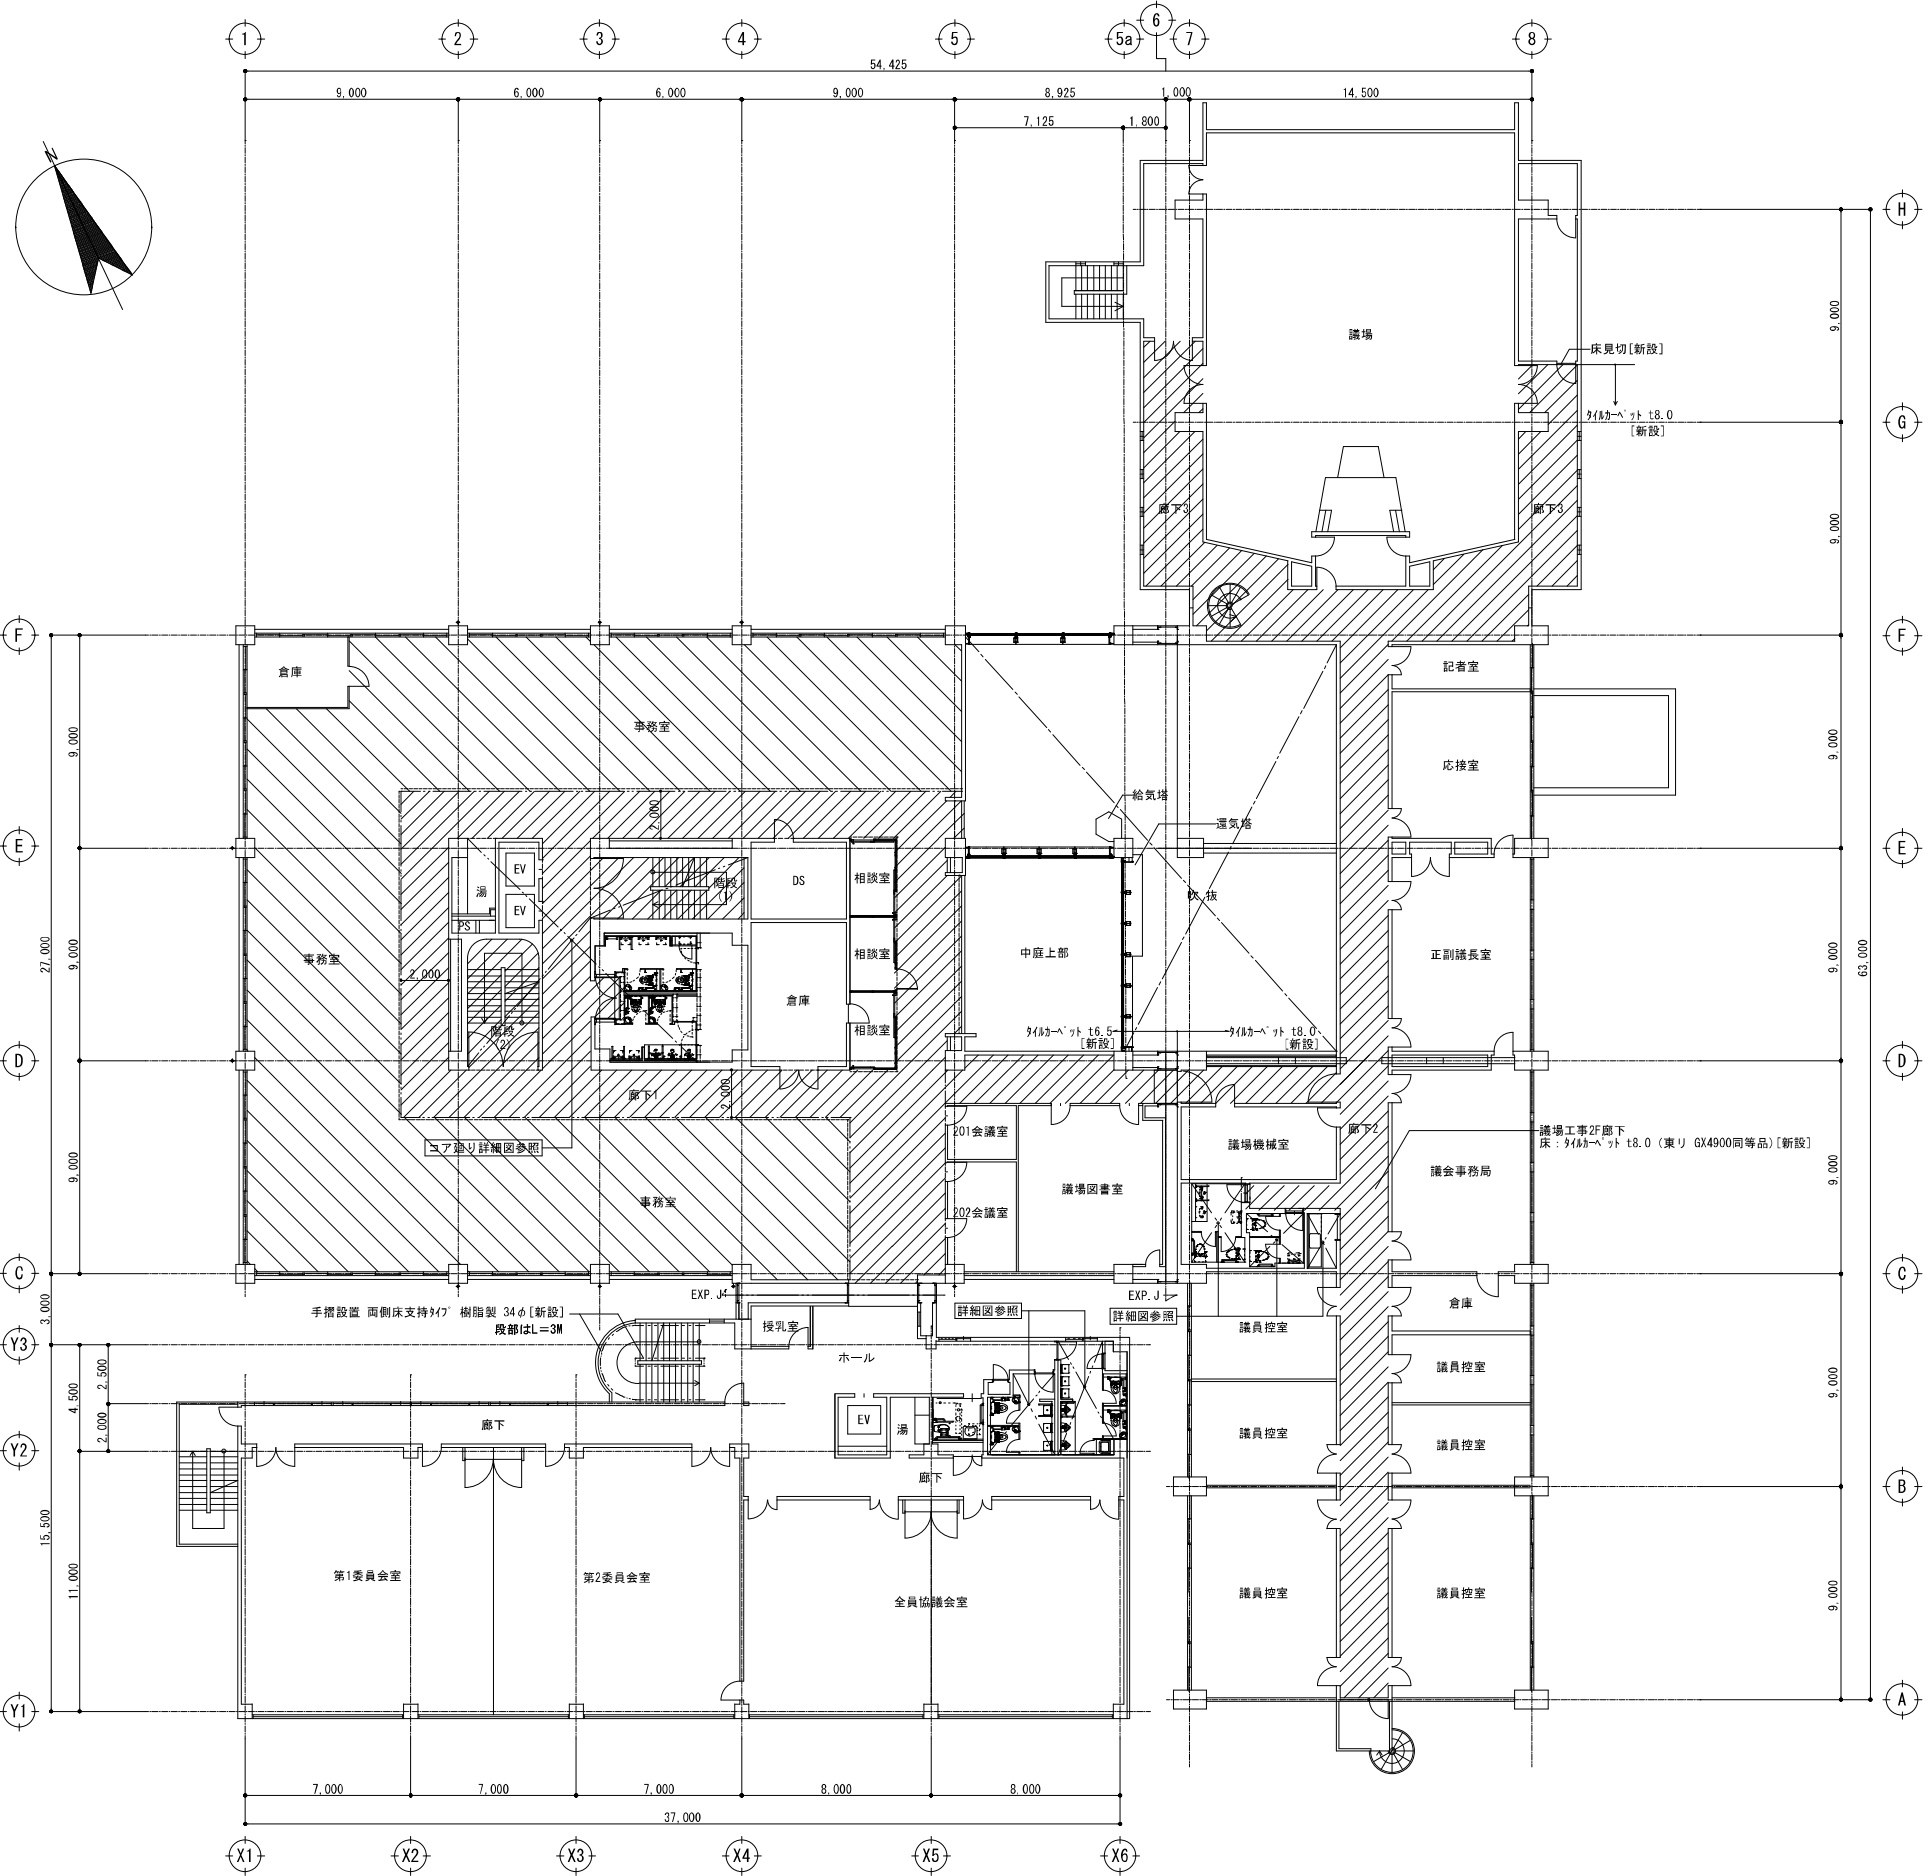 1
2
3
4
5
5a
6
7
8
54,425
9,000
6,000
6,000
9,000
8,925
1,000
14,500
7,125
1,800
N
H
議場
9,000
床見切[新設]
ﾀｲﾙｶｰﾍﾟｯﾄ t8.0
[新設]
G
廊下3
廊下3
9,000
F
F
倉庫
事務室
記者室
9,000
応接室
9,000
2,000
給気塔
還気塔
E
E
EV
湯
EV
PS
階段
(1)
DS
相談室
吹抜
27,000
9,000
事務室
2,000
相談室
倉庫
中庭上部
正副議長室
9,000
63,000
階段
(2)
相談室
ﾀｲﾙｶｰﾍﾟｯﾄ t6.5
[新設]
ﾀｲﾙｶｰﾍﾟｯﾄ t8.0
[新設]
D
D
廊下1
2,000
コア廻り詳細図参照
201会議室
議場機械室
廊下2
議場工事2F廊下
床：ﾀｲﾙｶｰﾍﾟｯﾄ t8.0 (東リ GX4900同等品)[新設]
9,000
事務室
202会議室
議場図書室
議会事務局
9,000
C
C
EXP.J
EXP.J
3,000
手摺設置 両側床支持ﾀｲﾌﾟ 樹脂製 34φ[新設]
段部はL=3M
授乳室
詳細図参照
詳細図参照
議員控室
倉庫
Y3
ホール
議員控室
2,500
4,500
2,000
9,000
廊下
EV
湯
議員控室
議員控室
Y2
廊下
B
15,500
11,000
第1委員会室
第2委員会室
全員協議会室
議員控室
議員控室
9,000
Y1
A
7,000
7,000
7,000
8,000
8,000
37,000
X1
X2
X3
X4
X5
X6